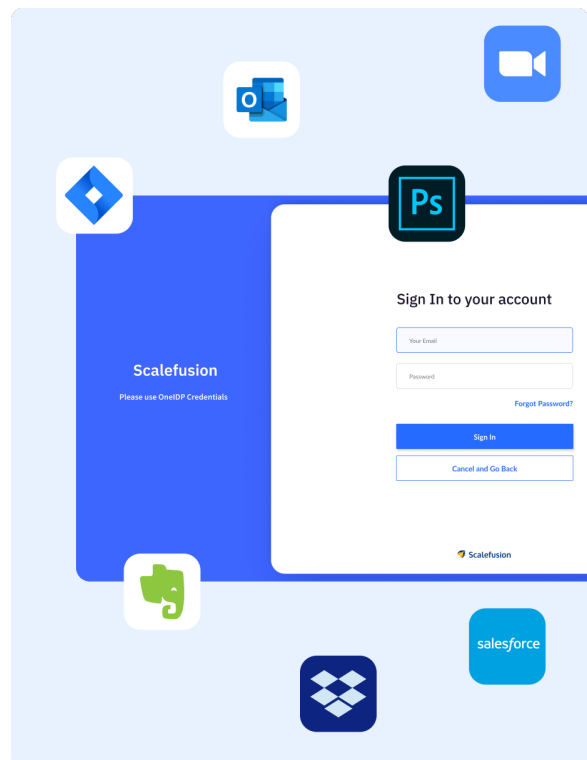 O
Ps
Sign In to your account
Your Email
Password
Scalefusion
Please use OneIDP Credentials
Forgot Password?
Sign In
Cancel and Go Back
Scalefusion
salesforce